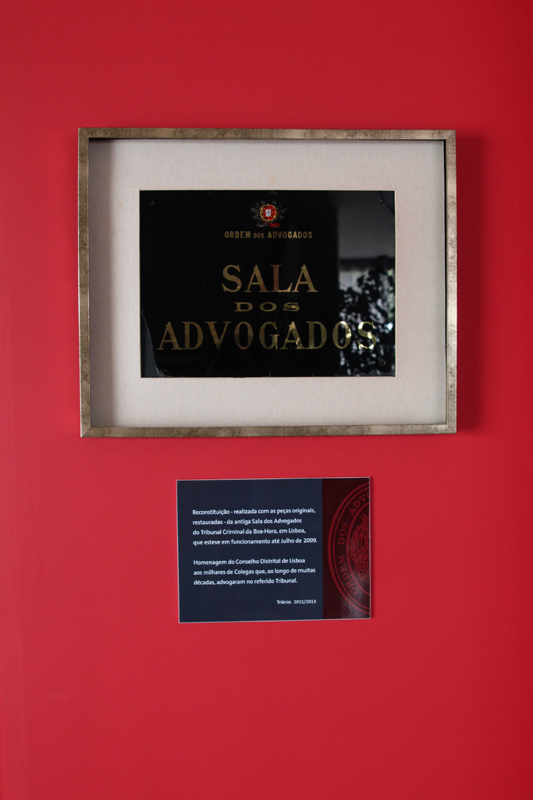 ORDEM DOS ADVOGADOS
SALA
DOS
ADVOGADOS
Reconstituição - realizada com as peças originais,
restauradas - da antiga Sala dos Advogados
do Tribunal Criminal da Boa-Hora, em Lisboa,
que esteve em funcionamento até Julho de 2009.
Homenagem do Conselho Distrital de Lisboa
aos milhares de Colegas que, ao longo de muitas
décadas, advogaram no referido Tribunal.
Triénio 2011/2013
ORDEM DOS ADV